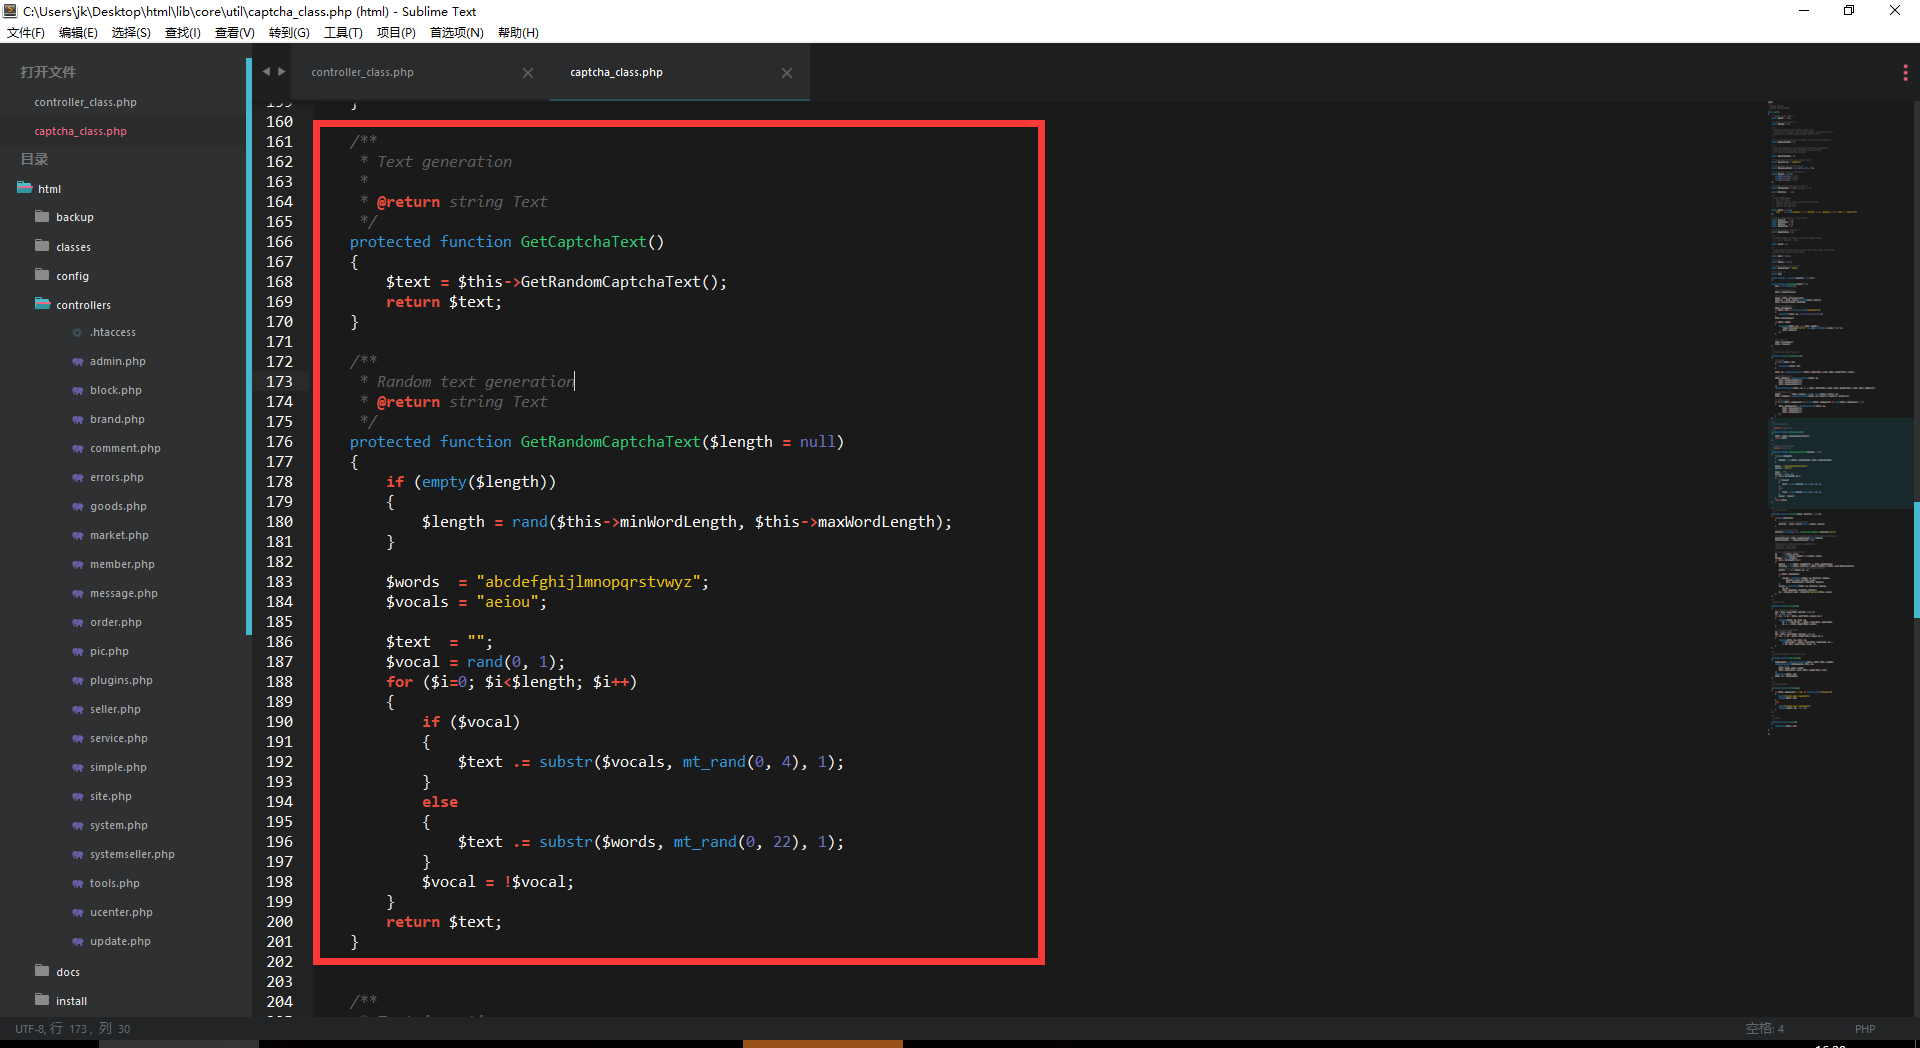 C:\Users\jk\Desktop\html\lib\core\util\captcha_class.php (html) - Sublime Text
文件(F) 编辑(E) 选择(S) 查找(I) 查看(V) 转到(G) 工具(T) 项目(P) 首选项(N) 帮助(H)
打开文件
controller_class.php
captcha_class.php
目录
html
backup
classes
config
controllers
.htaccess
admin.php
block.php
brand.php
comment.php
errors.php
goods.php
market.php
member.php
message.php
order.php
pic.php
plugins.php
seller.php
service.php
simple.php
site.php
system.php
systemseller.php
tools.php
ucenter.php
update.php
docs
install
controller_class.php captcha_class.php
199 }
160
161 /**
162 * Text generation
163 *
164 * @return string Text
165 */
166 protected function GetCaptchaText()
167 {
168 $text = $this->GetRandomCaptchaText();
169 return $text;
170 }
171
172 /**
173 * Random text generation
174 * @return string Text
175 */
176 protected function GetRandomCaptchaText($length = null)
177 {
178 if (empty($length))
179 {
180 $length = rand($this->minWordLength, $this->maxWordLength);
181 }
182
183 $words  = "abcdefghijlmnopqrstvwyz";
184 $vocals = "aeiou";
185
186 $text  = "";
187 $vocal = rand(0, 1);
188 for ($i=0; $i<$length; $i++)
189 {
190 if ($vocal)
191 {
192 $text .= substr($vocals, mt_rand(0, 4), 1);
193 }
194 else
195 {
196 $text .= substr($words, mt_rand(0, 22), 1);
197 }
198 $vocal = !$vocal;
199 }
200 return $text;
201 }
202
203
204 /**
UTF-8, 行 173, 列 30 空格: 4 PHP